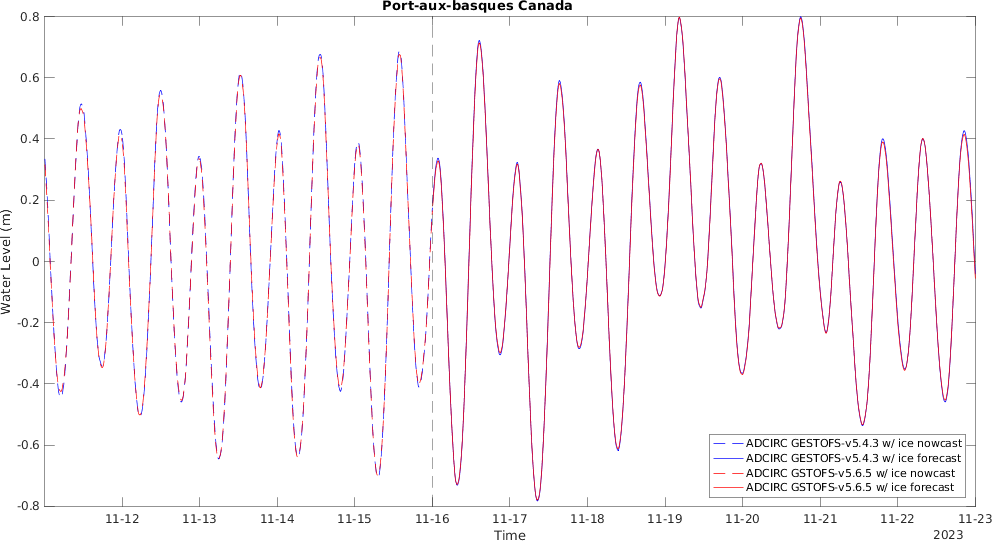 Port-aux-basques Canada
0.8
0.6
0.4
0.2
0
-0.2
-0.4
-0.6
-0.8
Water Level (m)
ADCIRC GESTOFS-v5.4.3 w/ ice nowcast
ADCIRC GESTOFS-v5.4.3 w/ ice forecast
ADCIRC GSTOFS-v5.6.5 w/ ice nowcast
ADCIRC GSTOFS-v5.6.5 w/ ice forecast
11-12 11-13 11-14 11-15 11-16 11-17 11-18 11-19 11-20 11-21 11-22 11-23
Time
2023